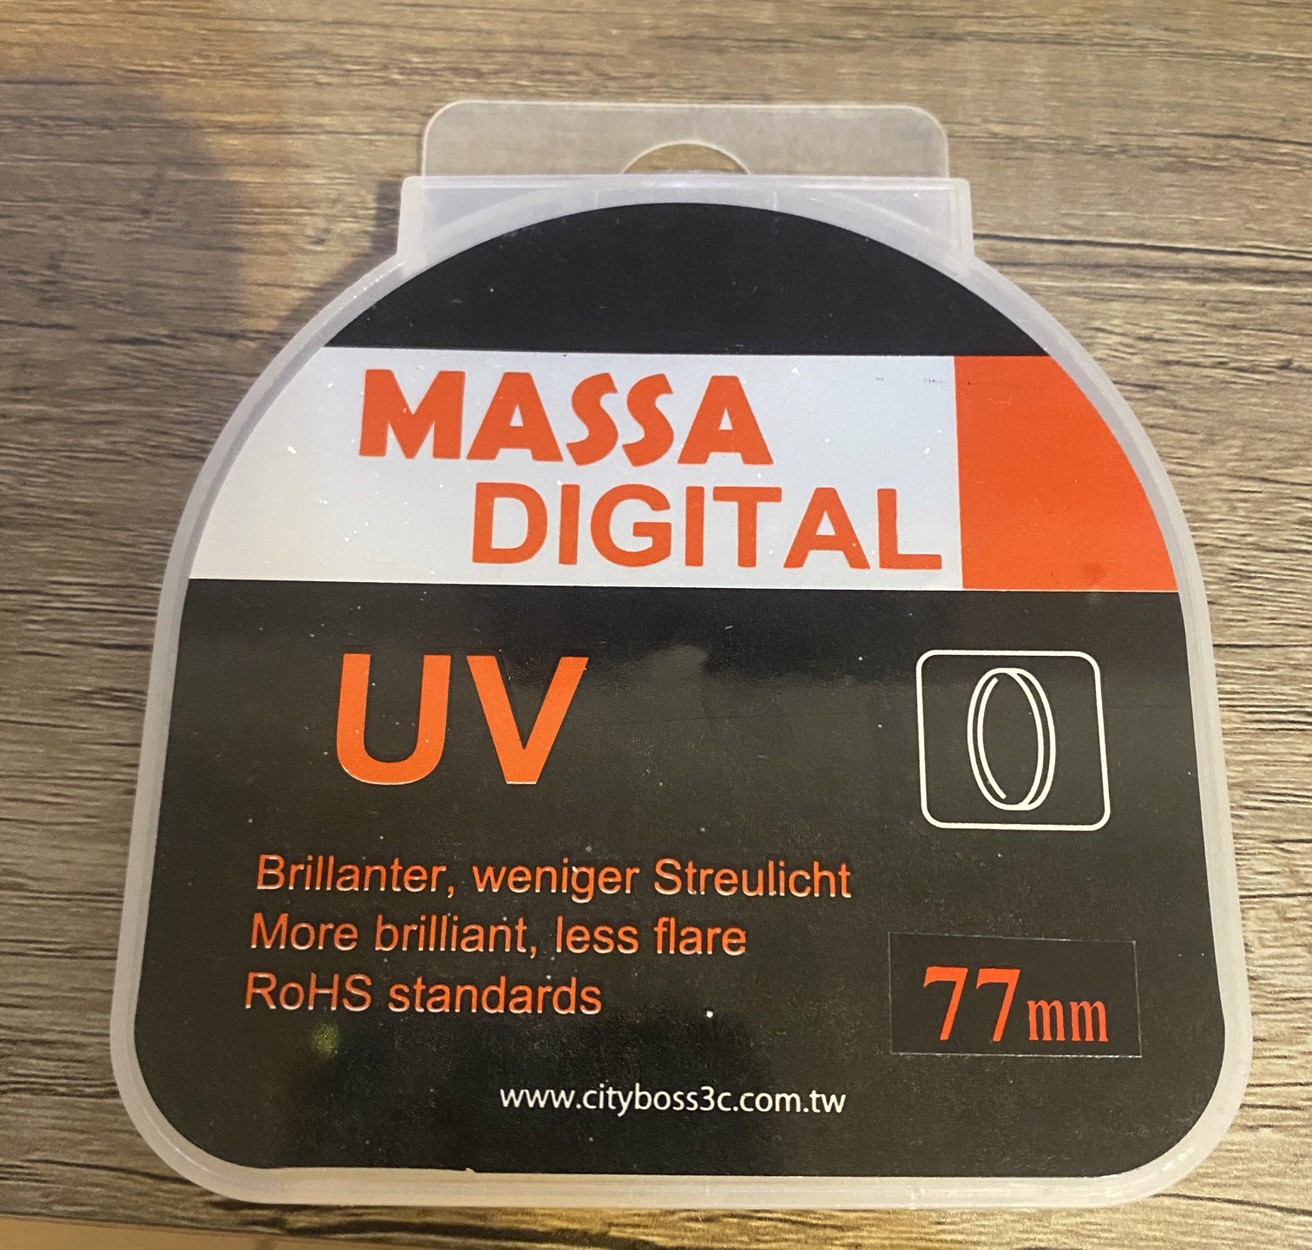 MASSA
DIGITAL
UV
Brillanter, weniger Streulicht
More brilliant, less flare
RoHS standards
77mm
www.cityboss3c.com.tw